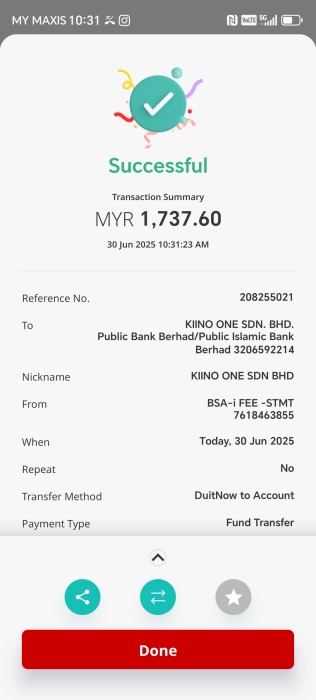 MY MAXIS 10:31
VoLTE 5G
Successful
Transaction Summary
MYR 1,737.60
30 Jun 2025 10:31:23 AM
Reference No. 208255021
To KIINO ONE SDN. BHD.
Public Bank Berhad/Public Islamic Bank
Berhad 3206592214
Nickname KIINO ONE SDN BHD
From BSA-i FEE -STMT
7618463855
When Today, 30 Jun 2025
Repeat No
Transfer Method DuitNow to Account
Payment Type Fund Transfer
Done